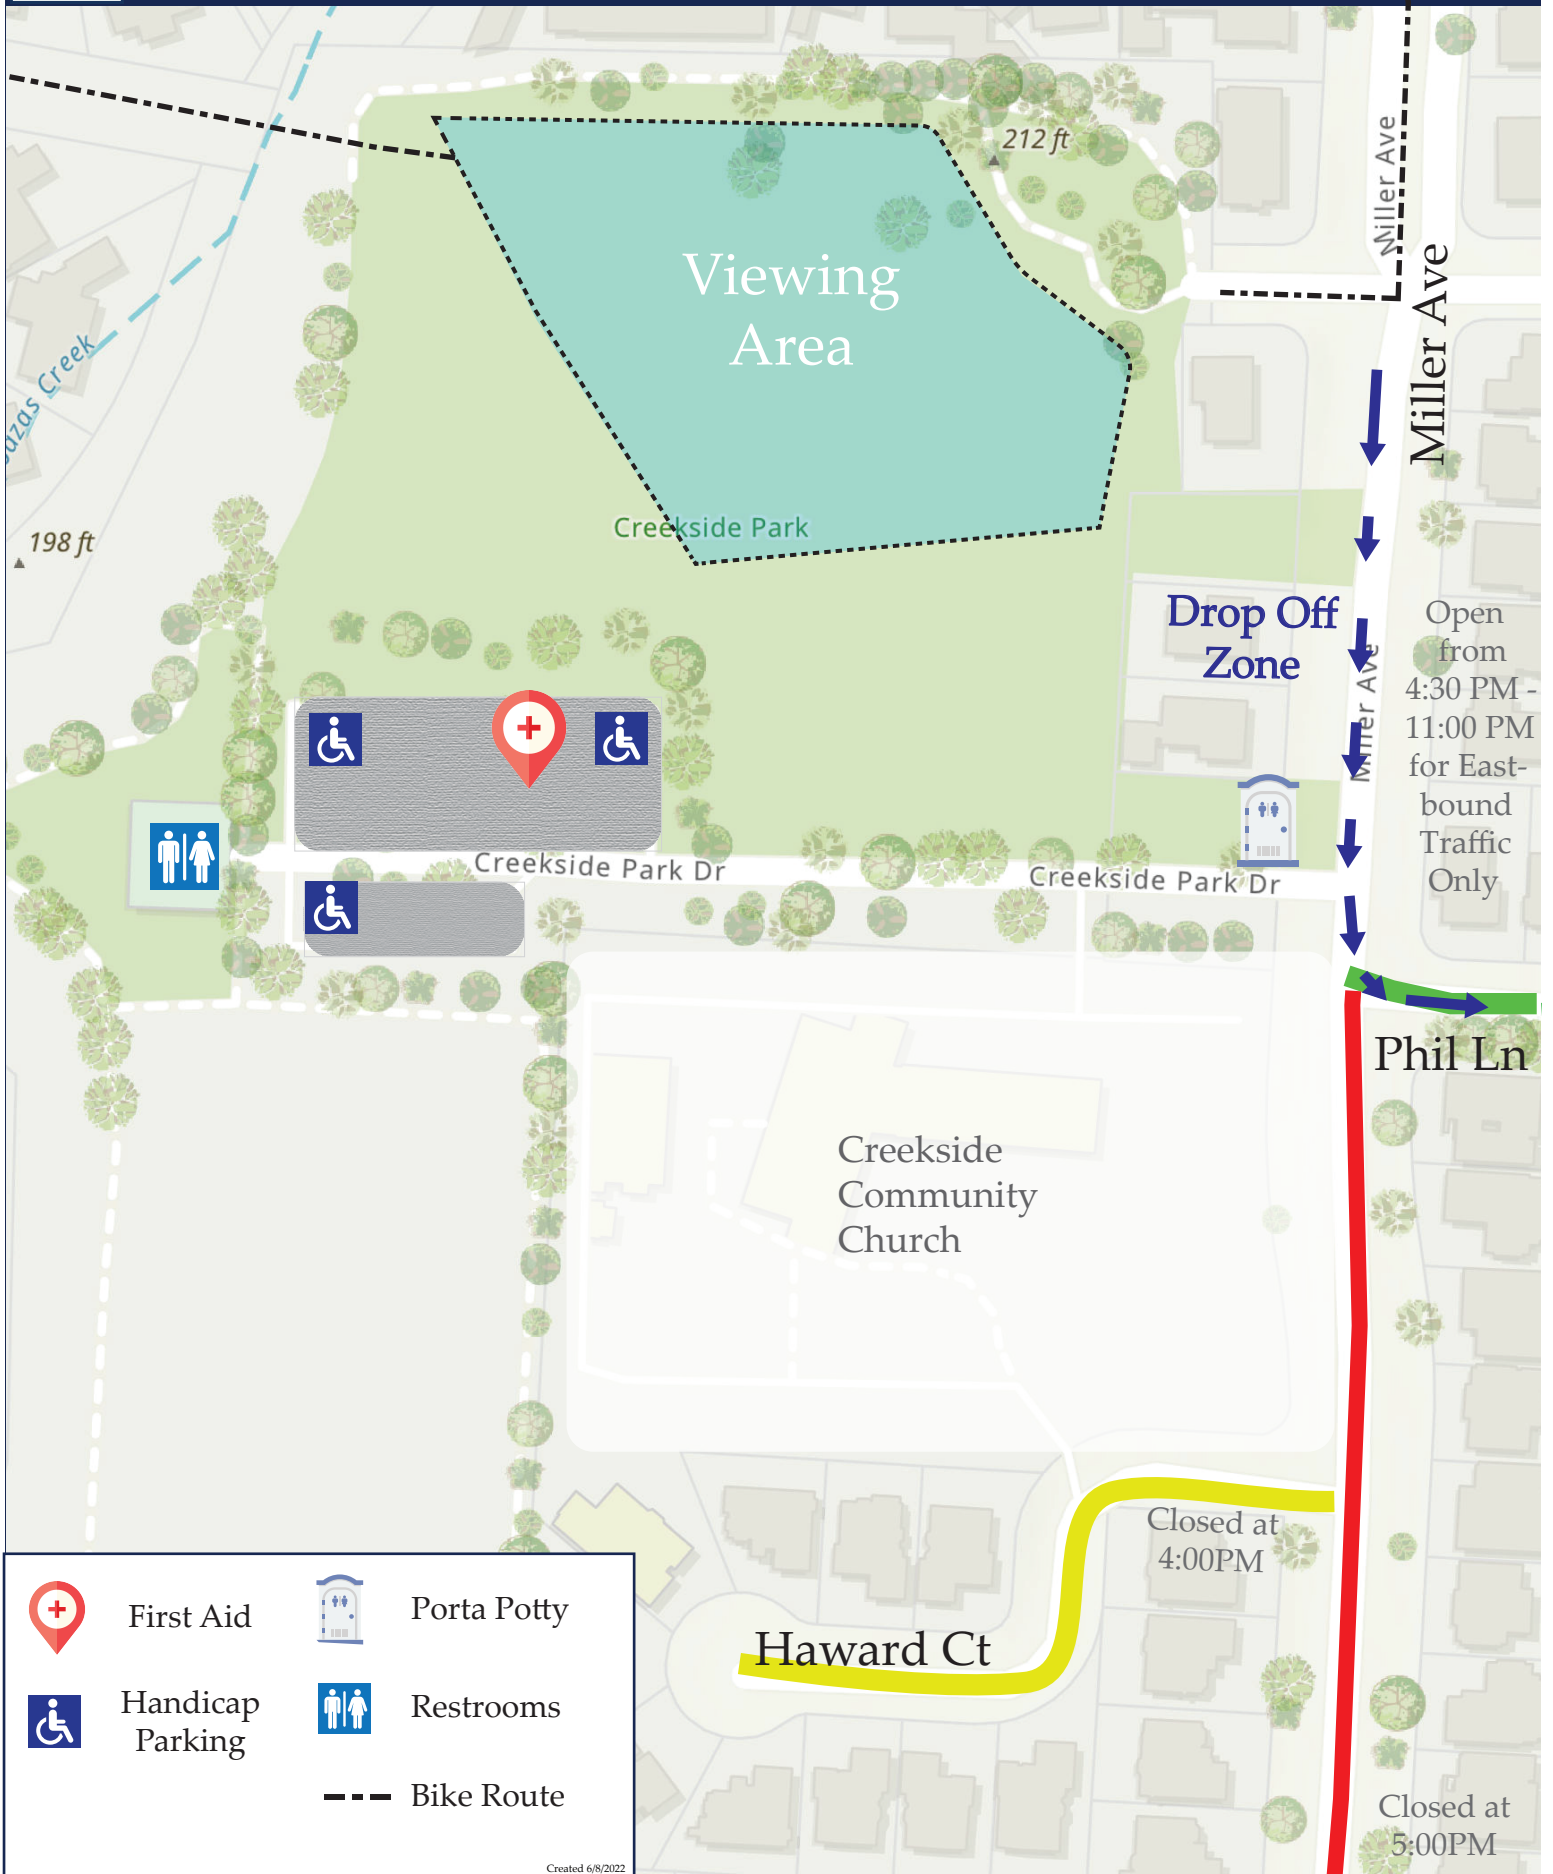 212 ft
Miller Ave
Miller Ave
Viewing
Area
Creek
198 ft
Creekside Park
Drop Off
Zone
Miller Ave
Open
from
4:30 PM -
11:00 PM
for East-
bound
Traffic
Only
Creekside Park Dr
Creekside Park Dr
Phil Ln
Creekside
Community
Church
Closed at
4:00PM
Haward Ct
Closed at
5:00PM
First Aid
Porta Potty
Handicap
Parking
Restrooms
Bike Route
Created 6/8/2022